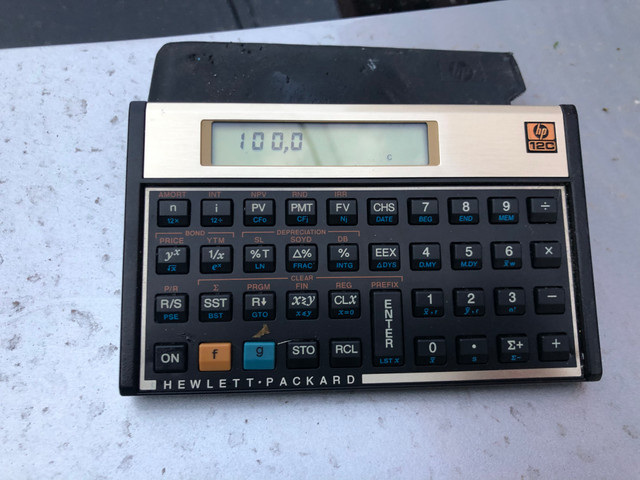 hp
100,0
c
hp
12C
AMORT INT NPV RND IRR
n i PV PMT FV CHS 7 8 9 ÷
12× 12÷ CFo CFj Nj DATE BEG END MEM
BOND DEPRECIATION
PRICE YTM SL SOYD DB
yˣ 1/x %T Δ% % EEX 4 5 6 ×
√x eˣ LN FRAC INTG ΔDYS D.MY M.DY x̄w
CLEAR
P/R Σ PRGM FIN REG PREFIX
R/S SST R↓ x≷y CLx ENTER 1 2 3 −
PSE BST GTO x≤y x=0 x̂,r ŷ,r n!
ON f g STO RCL 0 · Σ+ +
LST X x̄ s Σ−
HEWLETT·PACKARD